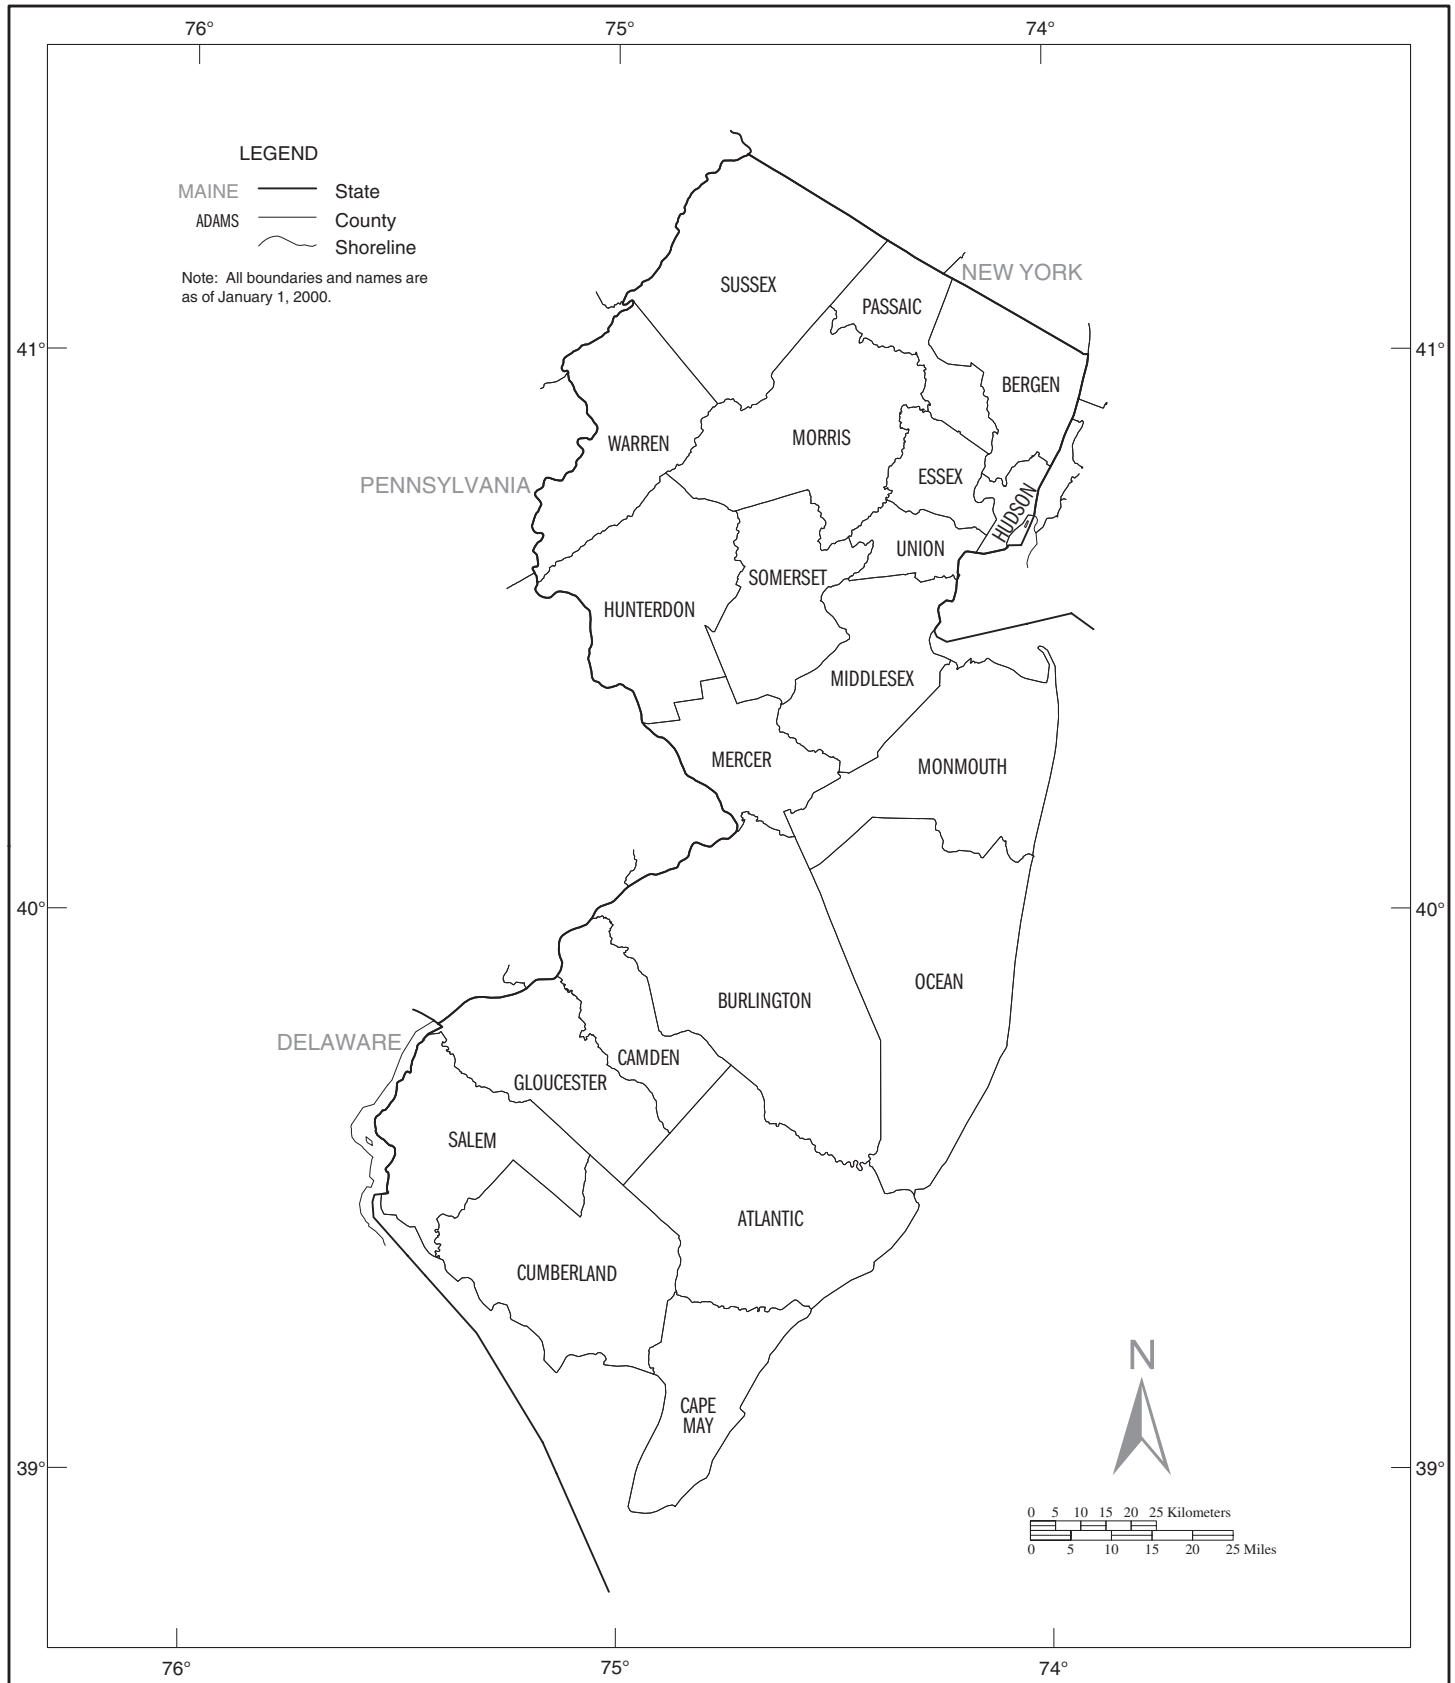 76°
75°
74°
LEGEND
MAINE
State
ADAMS
County
Shoreline
Note: All boundaries and names are
as of January 1, 2000.
NEW YORK
SUSSEX
PASSAIC
41°
41°
BERGEN
WARREN
MORRIS
ESSEX
PENNSYLVANIA
HUDSON
UNION
SOMERSET
HUNTERDON
MIDDLESEX
MERCER
MONMOUTH
40°
40°
OCEAN
BURLINGTON
DELAWARE
CAMDEN
GLOUCESTER
SALEM
ATLANTIC
CUMBERLAND
N
CAPE
MAY
39°
39°
0 5 10 15 20 25 Kilometers
0 5 10 15 20 25 Miles
76°
75°
74°